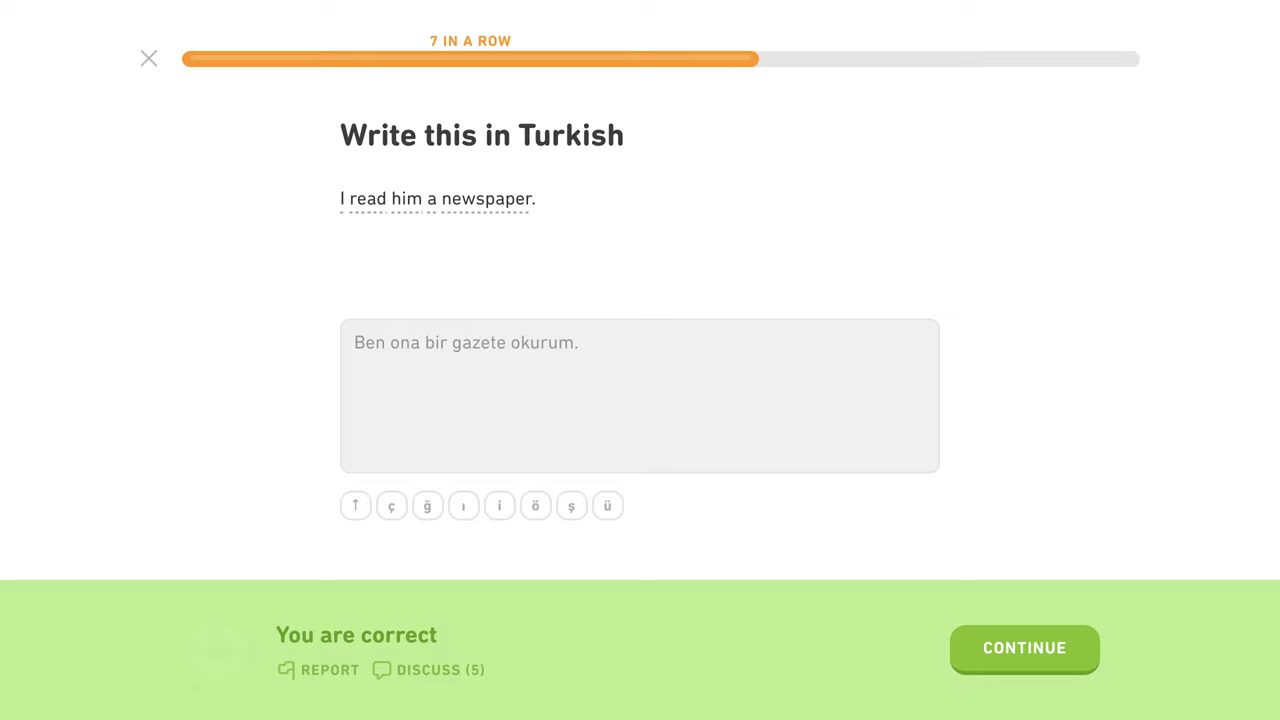 7 IN A ROW
Write this in Turkish
I read him a newspaper.
Ben ona bir gazete okurum.
↑ ç ğ ı i ö ş ü
You are correct
REPORT DISCUSS (5)
CONTINUE